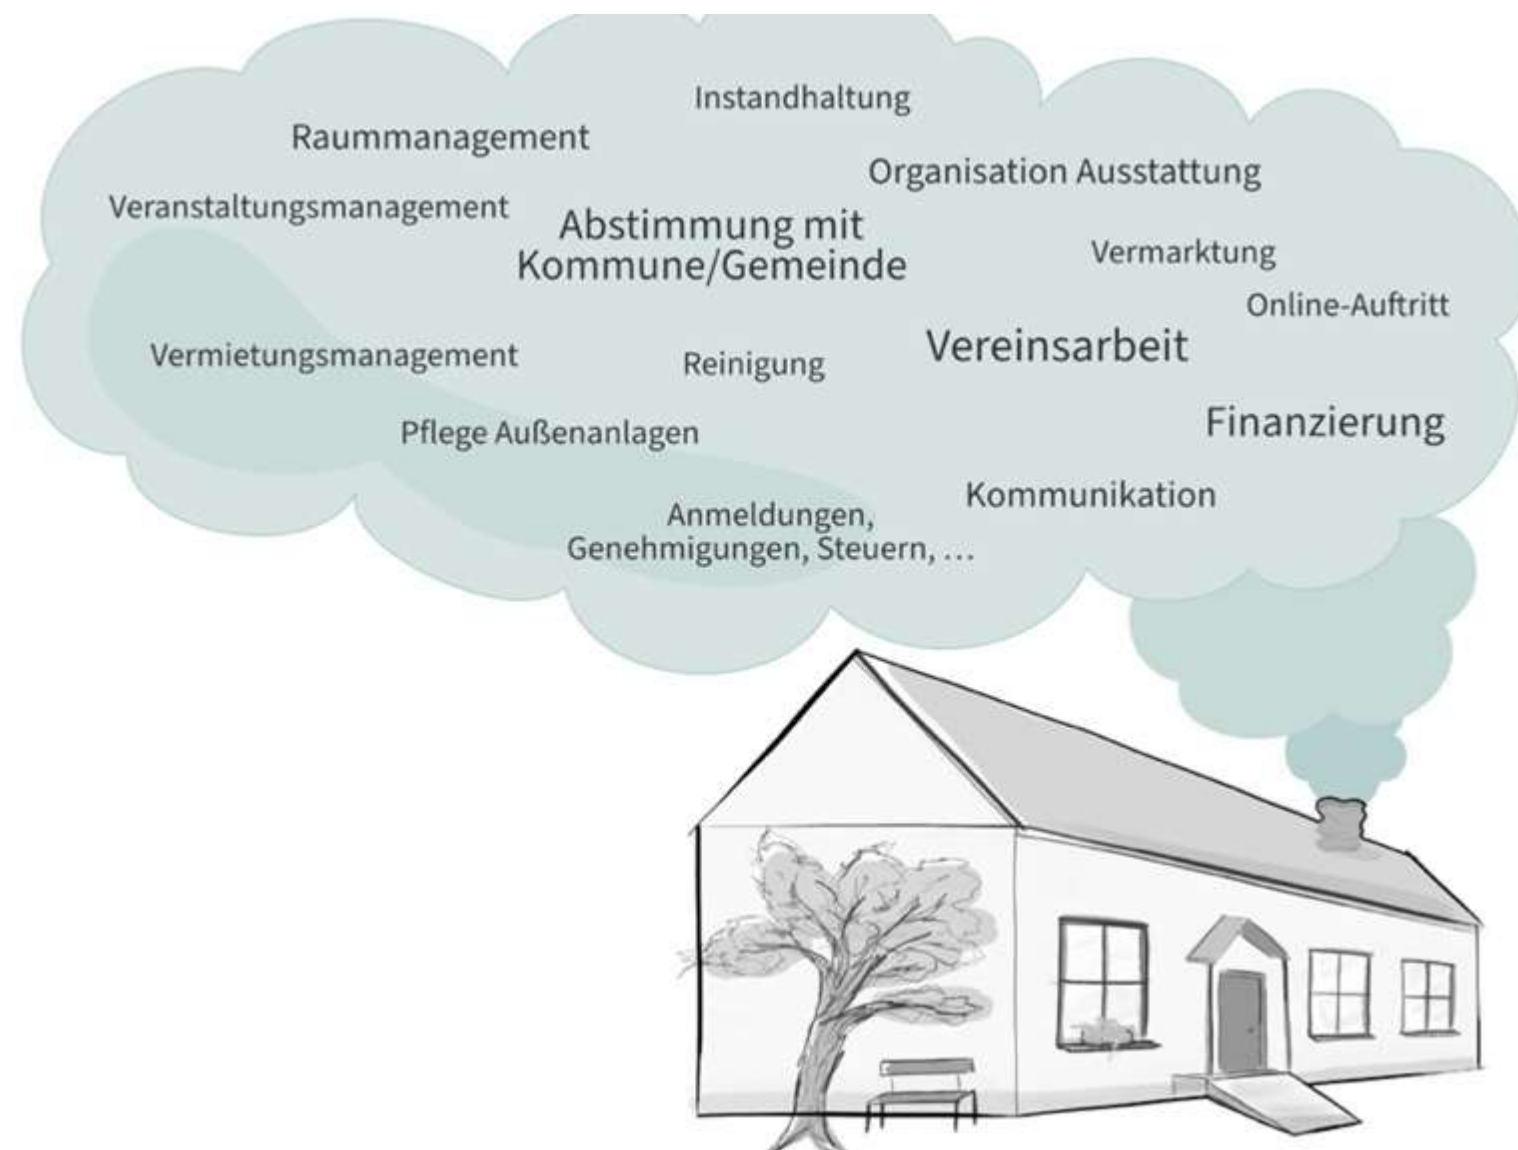 Instandhaltung
Raummanagement
Organisation Ausstattung
Veranstaltungsmanagement
Abstimmung mit
Kommune/Gemeinde
Vermarktung
Online-Auftritt
Vereinsarbeit
Vermietungsmanagement
Reinigung
Finanzierung
Pflege Außenanlagen
Kommunikation
Anmeldungen,
Genehmigungen, Steuern, …